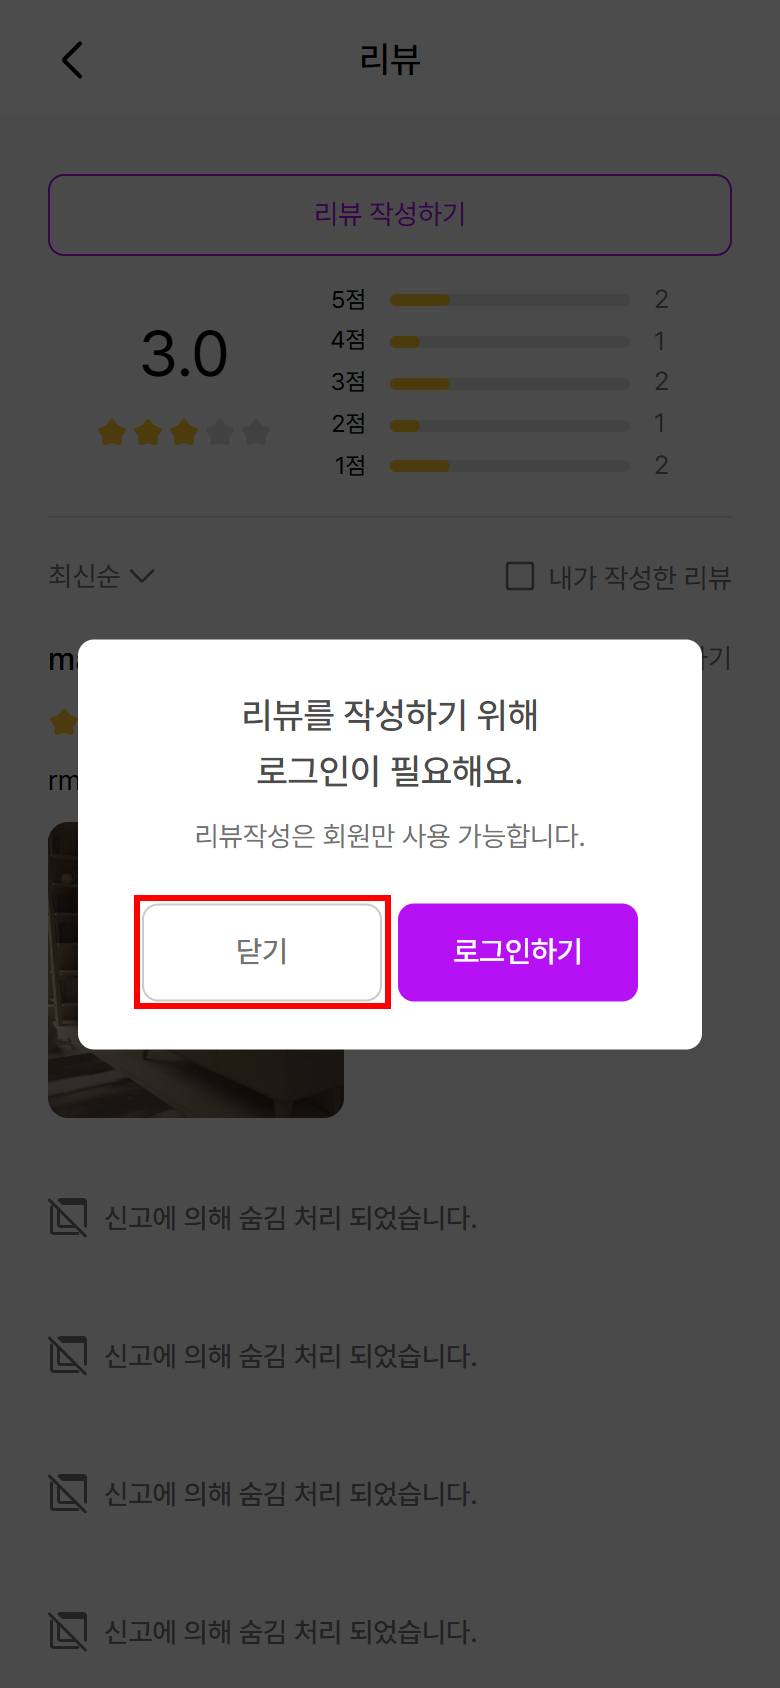 리뷰
리뷰 작성하기
3.0
5점 2
4점 1
3점 2
2점 1
1점 2
최신순
내가 작성한 리뷰
리뷰를 작성하기 위해
로그인이 필요해요.
리뷰작성은 회원만 사용 가능합니다.
닫기
로그인하기
신고에 의해 숨김 처리 되었습니다.
신고에 의해 숨김 처리 되었습니다.
신고에 의해 숨김 처리 되었습니다.
신고에 의해 숨김 처리 되었습니다.